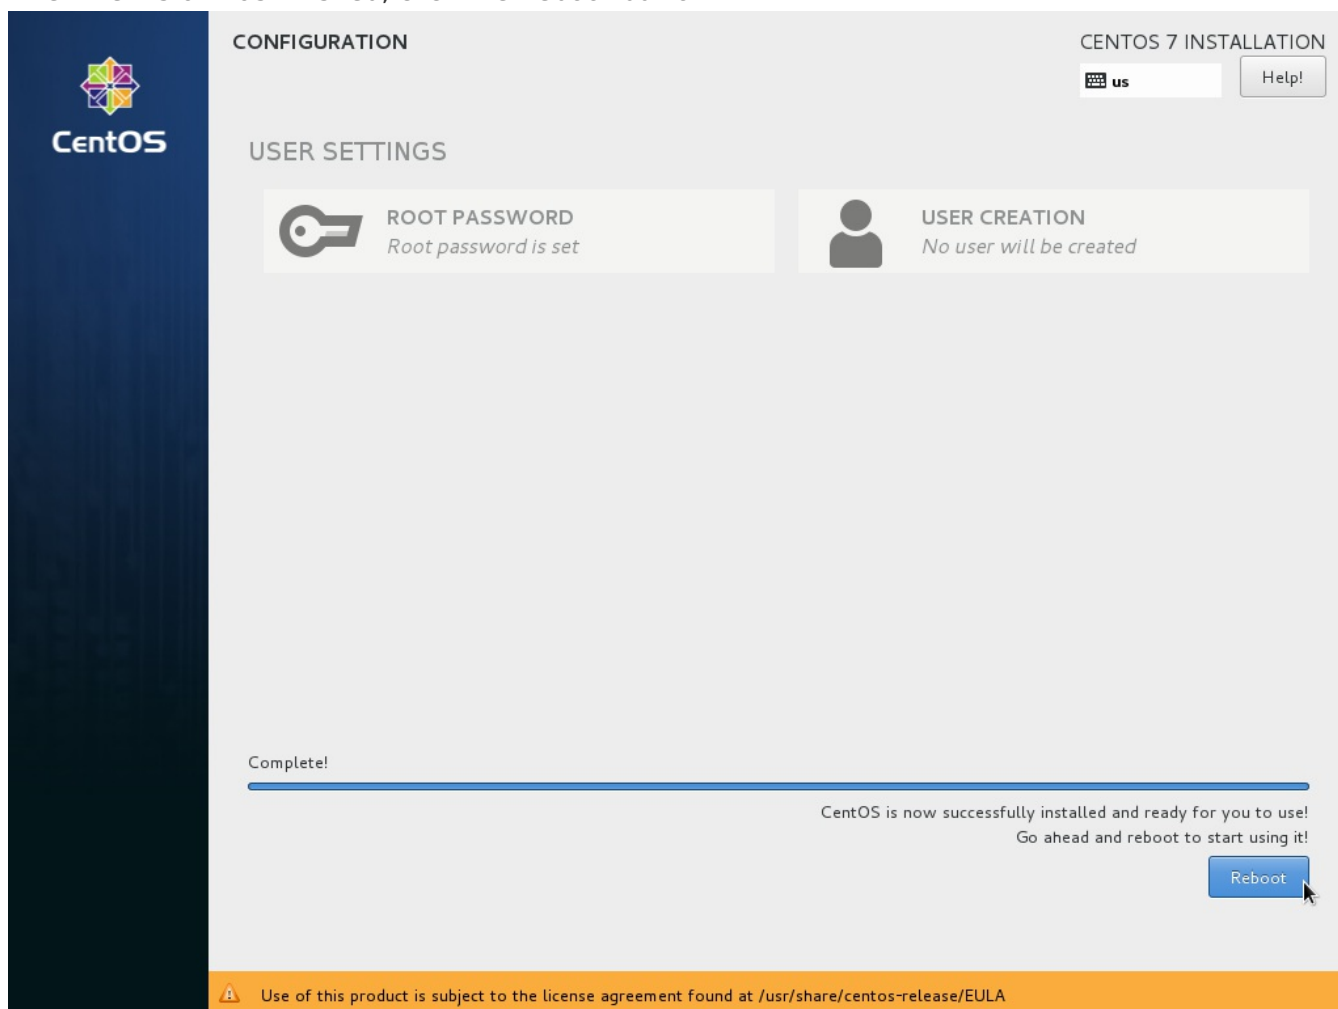 CONFIGURATION
CENTOS 7 INSTALLATION
us
Help!
CentOS
USER SETTINGS
ROOT PASSWORD
Root password is set
USER CREATION
No user will be created
Complete!
CentOS is now successfully installed and ready for you to use!
Go ahead and reboot to start using it!
Reboot
Use of this product is subject to the license agreement found at /usr/share/centos-release/EULA